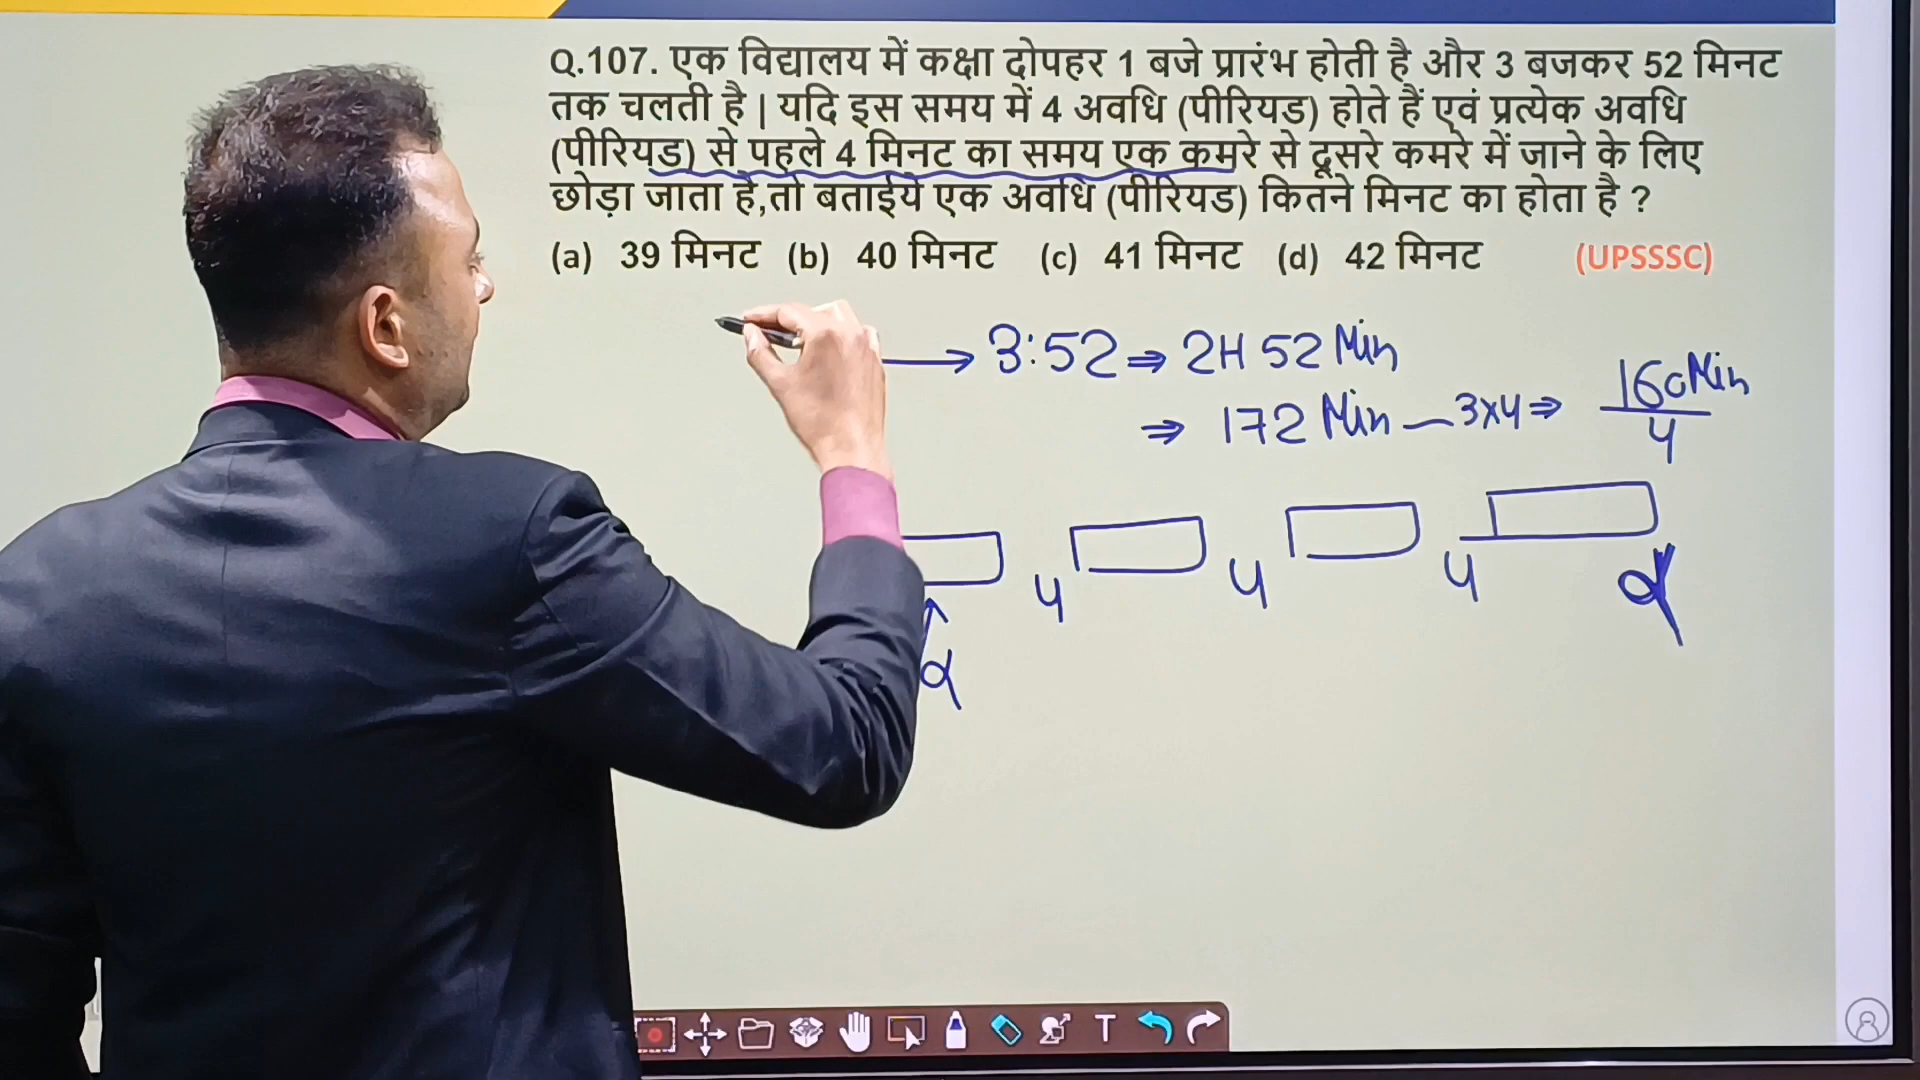 Q.107. एक विद्यालय में कक्षा दोपहर 1 बजे प्रारंभ होती है और 3 बजकर 52 मिनट
तक चलती है | यदि इस समय में 4 अवधि (पीरियड) होते हैं एवं प्रत्येक अवधि
(पीरियड) से पहले 4 मिनट का समय एक कमरे से दूसरे कमरे में जाने के लिए
छोड़ा जाता है,तो बताईये एक अवधि (पीरियड) कितने मिनट का होता है ?
(a) 39 मिनट (b) 40 मिनट (c) 41 मिनट (d) 42 मिनट (UPSSSC)
→ 3:52 ⇒ 2H 52 Min
⇒ 172 Min — 3x4 ⇒ 160Min/4
4 4 4
T